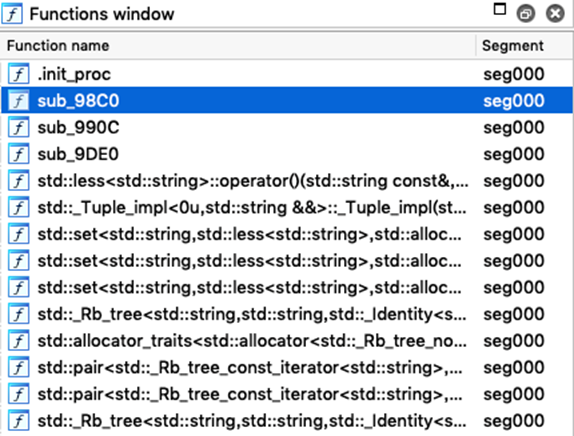 Functions window
Function name Segment
.init_proc seg000
sub_98C0 seg000
sub_990C seg000
sub_9DE0 seg000
std::less<std::string>::operator()(std::string const&,... seg000
std::_Tuple_impl<0u,std::string &&>::_Tuple_impl(st... seg000
std::set<std::string,std::less<std::string>,std::alloc... seg000
std::set<std::string,std::less<std::string>,std::alloc... seg000
std::set<std::string,std::less<std::string>,std::alloc... seg000
std::_Rb_tree<std::string,std::string,std::_Identity<s... seg000
std::allocator_traits<std::allocator<std::_Rb_tree_no... seg000
std::pair<std::_Rb_tree_const_iterator<std::string>,... seg000
std::pair<std::_Rb_tree_const_iterator<std::string>,... seg000
std::_Rb_tree<std::string,std::string,std::_Identity<s... seg000